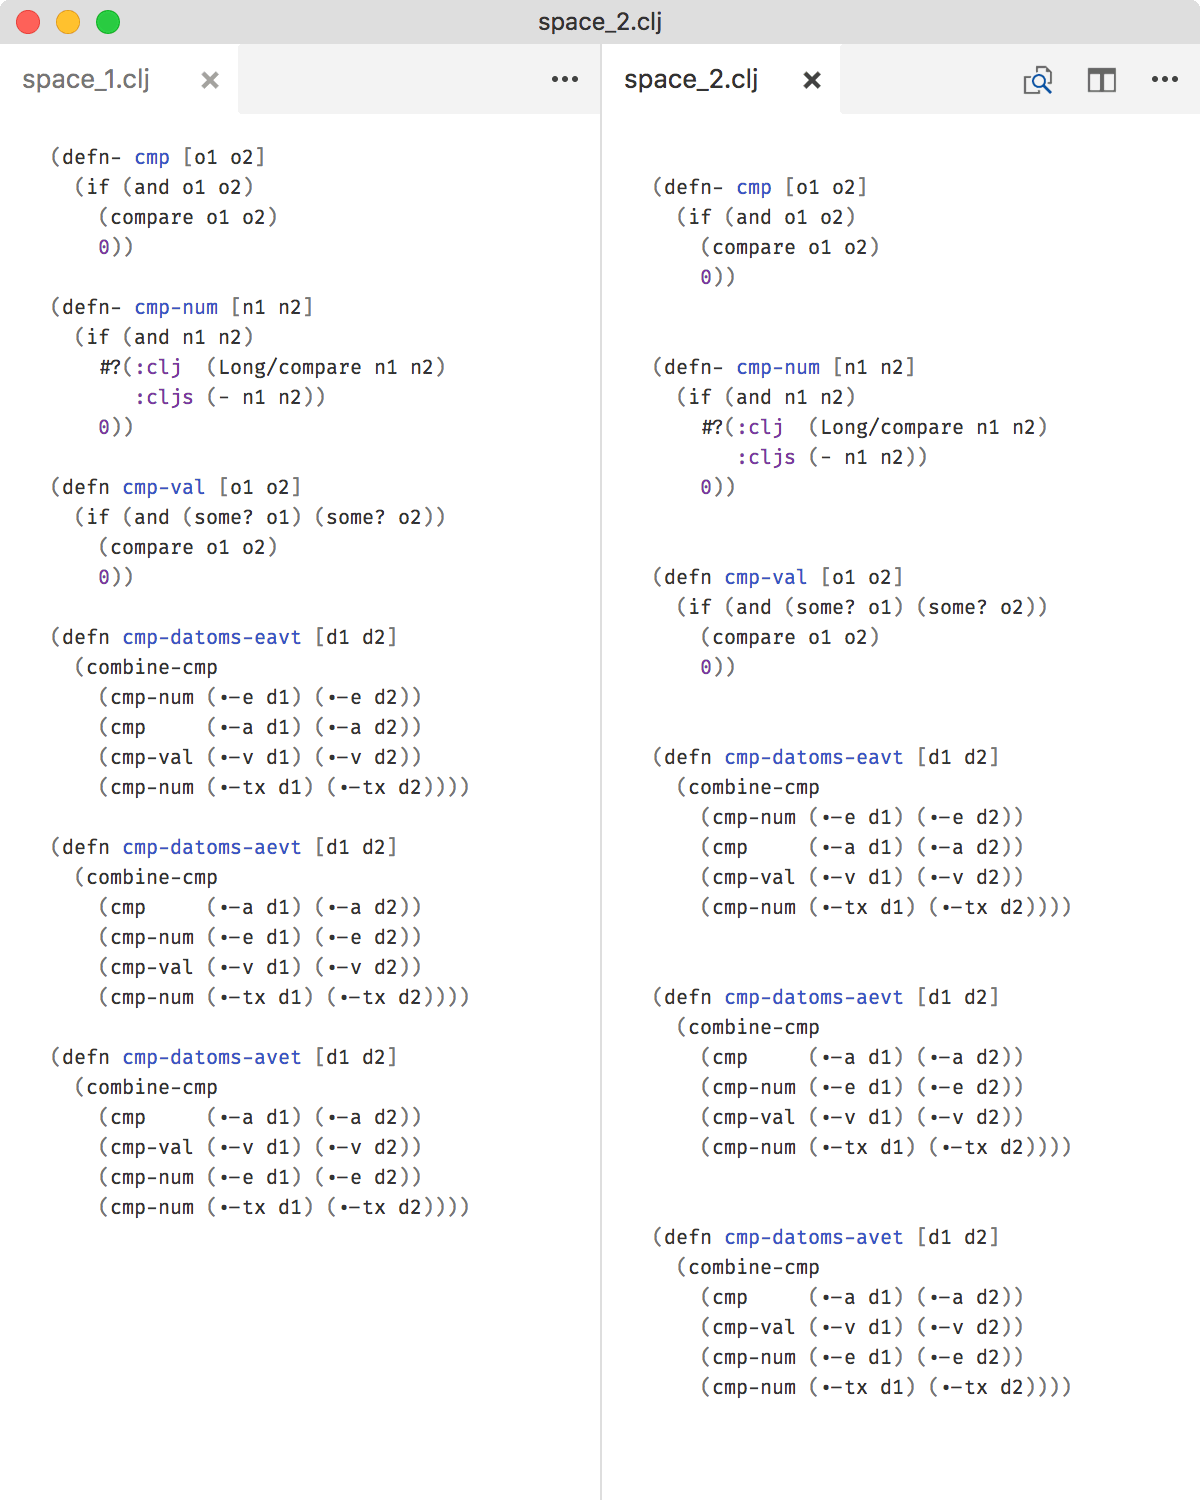 space_2.clj
space_1.clj
(defn- cmp [o1 o2]
  (if (and o1 o2)
    (compare o1 o2)
    0))
(defn- cmp-num [n1 n2]
  (if (and n1 n2)
    #?(:clj  (Long/compare n1 n2)
       :cljs (- n1 n2))
    0))
(defn cmp-val [o1 o2]
  (if (and (some? o1) (some? o2))
    (compare o1 o2)
    0))
(defn cmp-datoms-eavt [d1 d2]
  (combine-cmp
    (cmp-num (•-e d1) (•-e d2))
    (cmp     (•-a d1) (•-a d2))
    (cmp-val (•-v d1) (•-v d2))
    (cmp-num (•-tx d1) (•-tx d2))))
(defn cmp-datoms-aevt [d1 d2]
  (combine-cmp
    (cmp     (•-a d1) (•-a d2))
    (cmp-num (•-e d1) (•-e d2))
    (cmp-val (•-v d1) (•-v d2))
    (cmp-num (•-tx d1) (•-tx d2))))
(defn cmp-datoms-avet [d1 d2]
  (combine-cmp
    (cmp     (•-a d1) (•-a d2))
    (cmp-val (•-v d1) (•-v d2))
    (cmp-num (•-e d1) (•-e d2))
    (cmp-num (•-tx d1) (•-tx d2))))
space_2.clj
(defn- cmp [o1 o2]
  (if (and o1 o2)
    (compare o1 o2)
    0))
(defn- cmp-num [n1 n2]
  (if (and n1 n2)
    #?(:clj  (Long/compare n1 n2)
       :cljs (- n1 n2))
    0))
(defn cmp-val [o1 o2]
  (if (and (some? o1) (some? o2))
    (compare o1 o2)
    0))
(defn cmp-datoms-eavt [d1 d2]
  (combine-cmp
    (cmp-num (•-e d1) (•-e d2))
    (cmp     (•-a d1) (•-a d2))
    (cmp-val (•-v d1) (•-v d2))
    (cmp-num (•-tx d1) (•-tx d2))))
(defn cmp-datoms-aevt [d1 d2]
  (combine-cmp
    (cmp     (•-a d1) (•-a d2))
    (cmp-num (•-e d1) (•-e d2))
    (cmp-val (•-v d1) (•-v d2))
    (cmp-num (•-tx d1) (•-tx d2))))
(defn cmp-datoms-avet [d1 d2]
  (combine-cmp
    (cmp     (•-a d1) (•-a d2))
    (cmp-val (•-v d1) (•-v d2))
    (cmp-num (•-e d1) (•-e d2))
    (cmp-num (•-tx d1) (•-tx d2))))